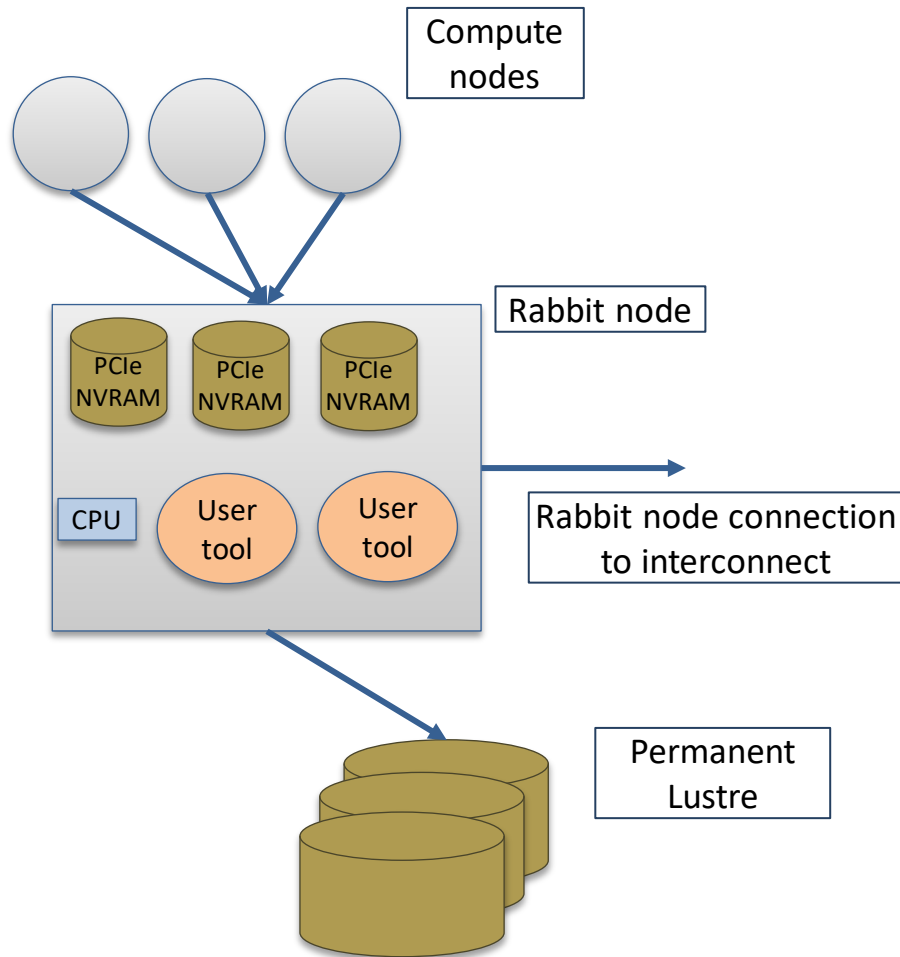 Compute
nodes
Rabbit node
PCIe
NVRAM
PCIe
NVRAM
PCIe
NVRAM
CPU
User
tool
User
tool
Rabbit node connection
to interconnect
Permanent
Lustre